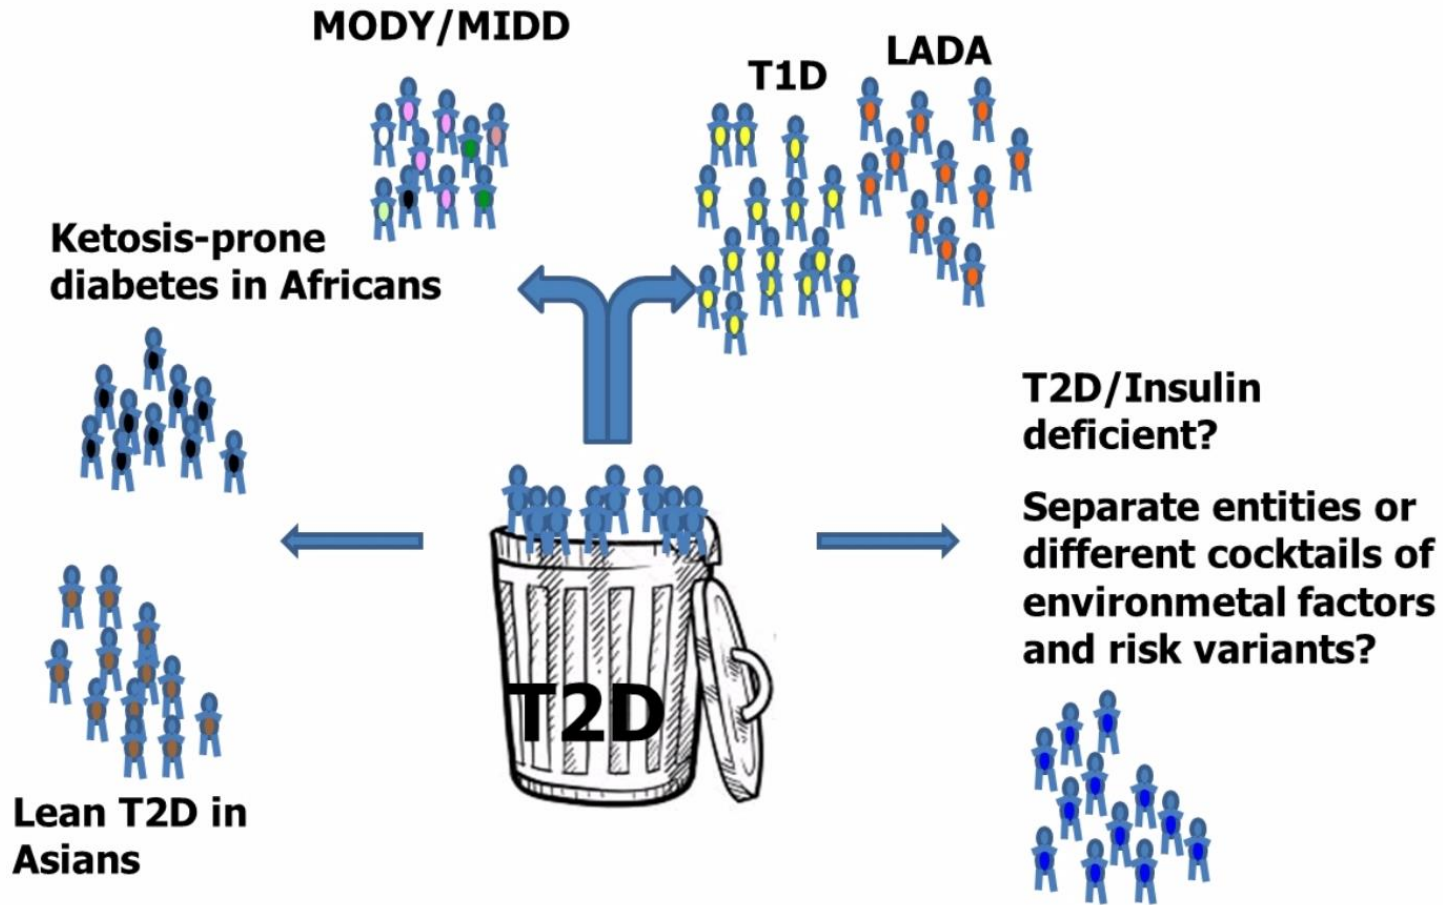 MODY/MIDD
T1D
LADA
Ketosis-prone
diabetes in Africans
T2D/Insulin
deficient?
Separate entities or
different cocktails of
environmetal factors
and risk variants?
T2D
Lean T2D in
Asians